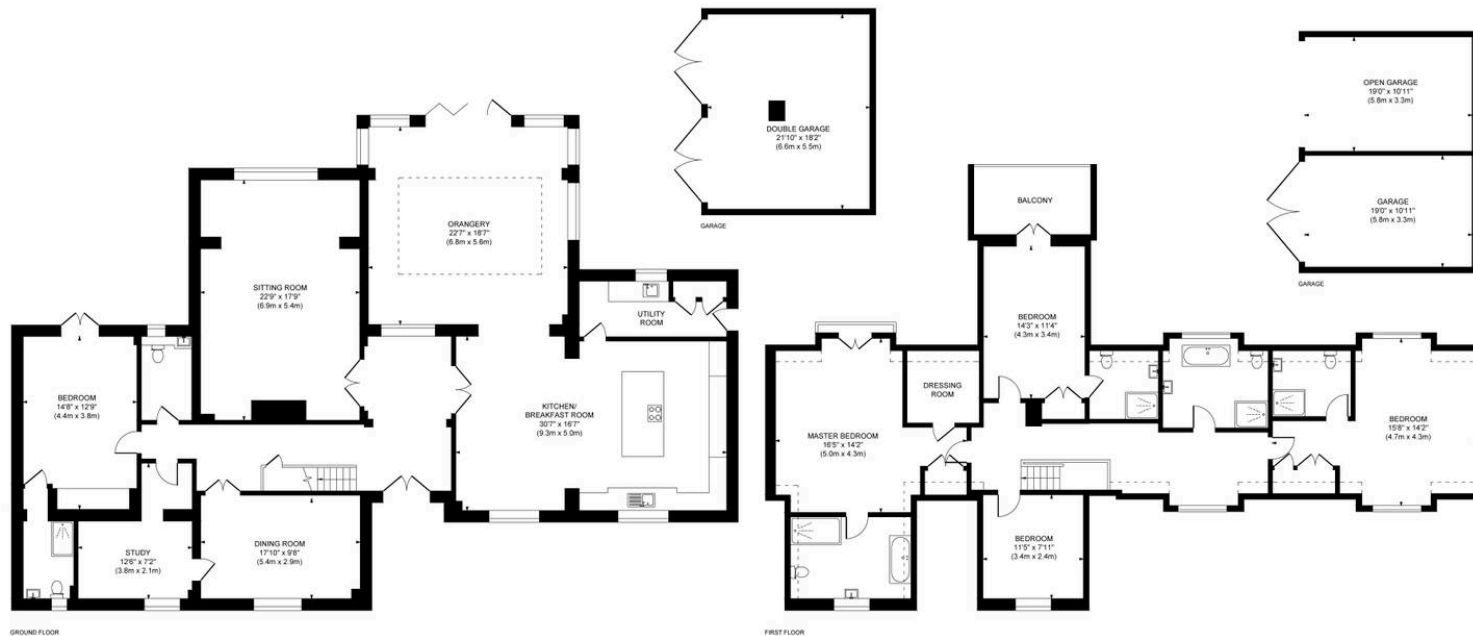 DOUBLE GARAGE
21'10" x 18'2"
(6.6m x 5.5m)
GARAGE
OPEN GARAGE
19'0" x 10'11"
(5.8m x 3.3m)
GARAGE
19'0" x 10'11"
(5.8m x 3.3m)
GARAGE
ORANGERY
22'7" x 18'7"
(6.8m x 5.6m)
SITTING ROOM
22'9" x 17'9"
(6.9m x 5.4m)
UTILITY
ROOM
BEDROOM
14'8" x 12'9"
(4.4m x 3.8m)
KITCHEN/
BREAKFAST ROOM
30'7" x 16'7"
(9.3m x 5.0m)
STUDY
12'6" x 7'2"
(3.8m x 2.1m)
DINING ROOM
17'10" x 9'8"
(5.4m x 2.9m)
GROUND FLOOR
BALCONY
BEDROOM
14'3" x 11'4"
(4.3m x 3.4m)
DRESSING
ROOM
MASTER BEDROOM
16'5" x 14'2"
(5.0m x 4.3m)
BEDROOM
15'8" x 14'2"
(4.7m x 4.3m)
BEDROOM
11'5" x 7'11"
(3.4m x 2.4m)
FIRST FLOOR